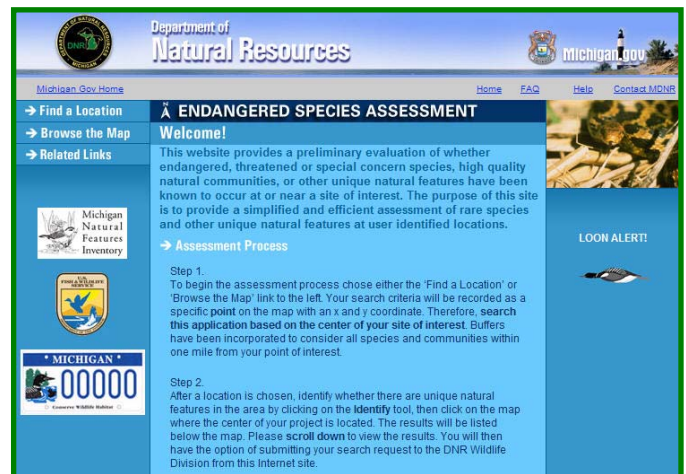 Department of
Natural Resources
DNR
MICHIGAN
Michigan.gov
Michigan.Gov Home
Home FAQ Help Contact MDNR
→ Find a Location
→ Browse the Map
→ Related Links
N
ENDANGERED SPECIES ASSESSMENT
Welcome!
This website provides a preliminary evaluation of whether
endangered, threatened or special concern species, high quality
natural communities, or other unique natural features have been
known to occur at or near a site of interest. The purpose of this site
is to provide a simplified and efficient assessment of rare species
and other unique natural features at user identified locations.
→ Assessment Process
Step 1.
To begin the assessment process chose either the 'Find a Location' or
'Browse the Map' link to the left. Your search criteria will be recorded as a
specific point on the map with an x and y coordinate. Therefore, search
this application based on the center of your site of interest. Buffers
have been incorporated to consider all species and communities within
one mile from your point of interest.
Step 2.
After a location is chosen, identify whether there are unique natural
features in the area by clicking on the Identify tool, then click on the map
where the center of your project is located. The results will be listed
below the map. Please scroll down to view the results. You will then
have the option of submitting your search request to the DNR Wildlife
Division from this Internet site.
Michigan
Natural
Features
Inventory
U.S.
FISH & WILDLIFE
SERVICE
MICHIGAN
00000
Conserve Wildlife Habitat
LOON ALERT!